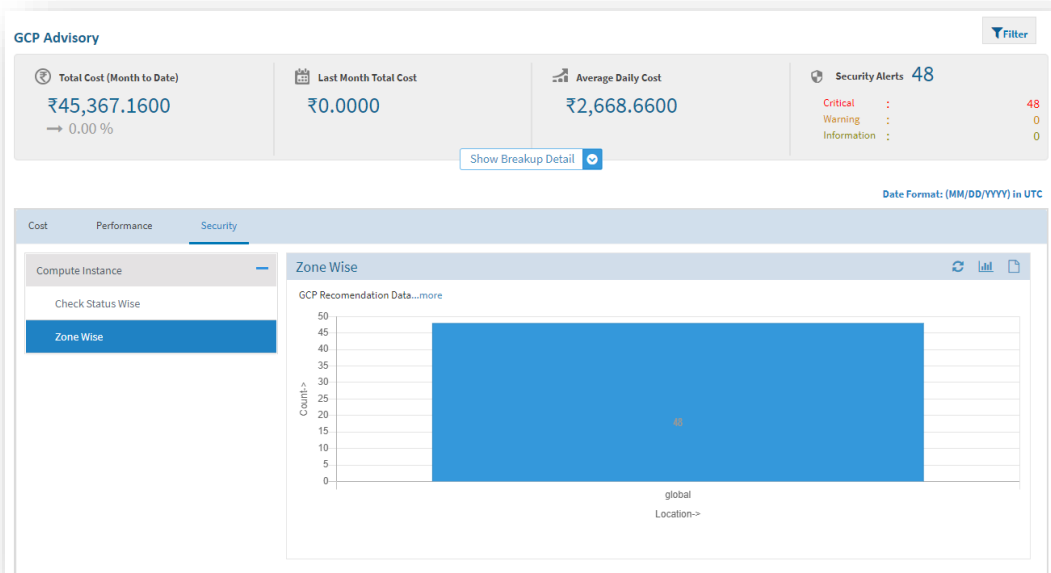 GCP Advisory
Filter
Total Cost (Month to Date)
₹45,367.1600
→ 0.00 %
Last Month Total Cost
₹0.0000
Average Daily Cost
₹2,668.6600
Security Alerts 48
Critical : 48
Warning : 0
Information : 0
Show Breakup Detail
Date Format: (MM/DD/YYYY) in UTC
Cost Performance Security
Compute Instance
Check Status Wise
Zone Wise
Zone Wise
GCP Recomendation Data...more
50
45
40
35
30
25
20
15
10
5
0
Count->
48
global
Location->